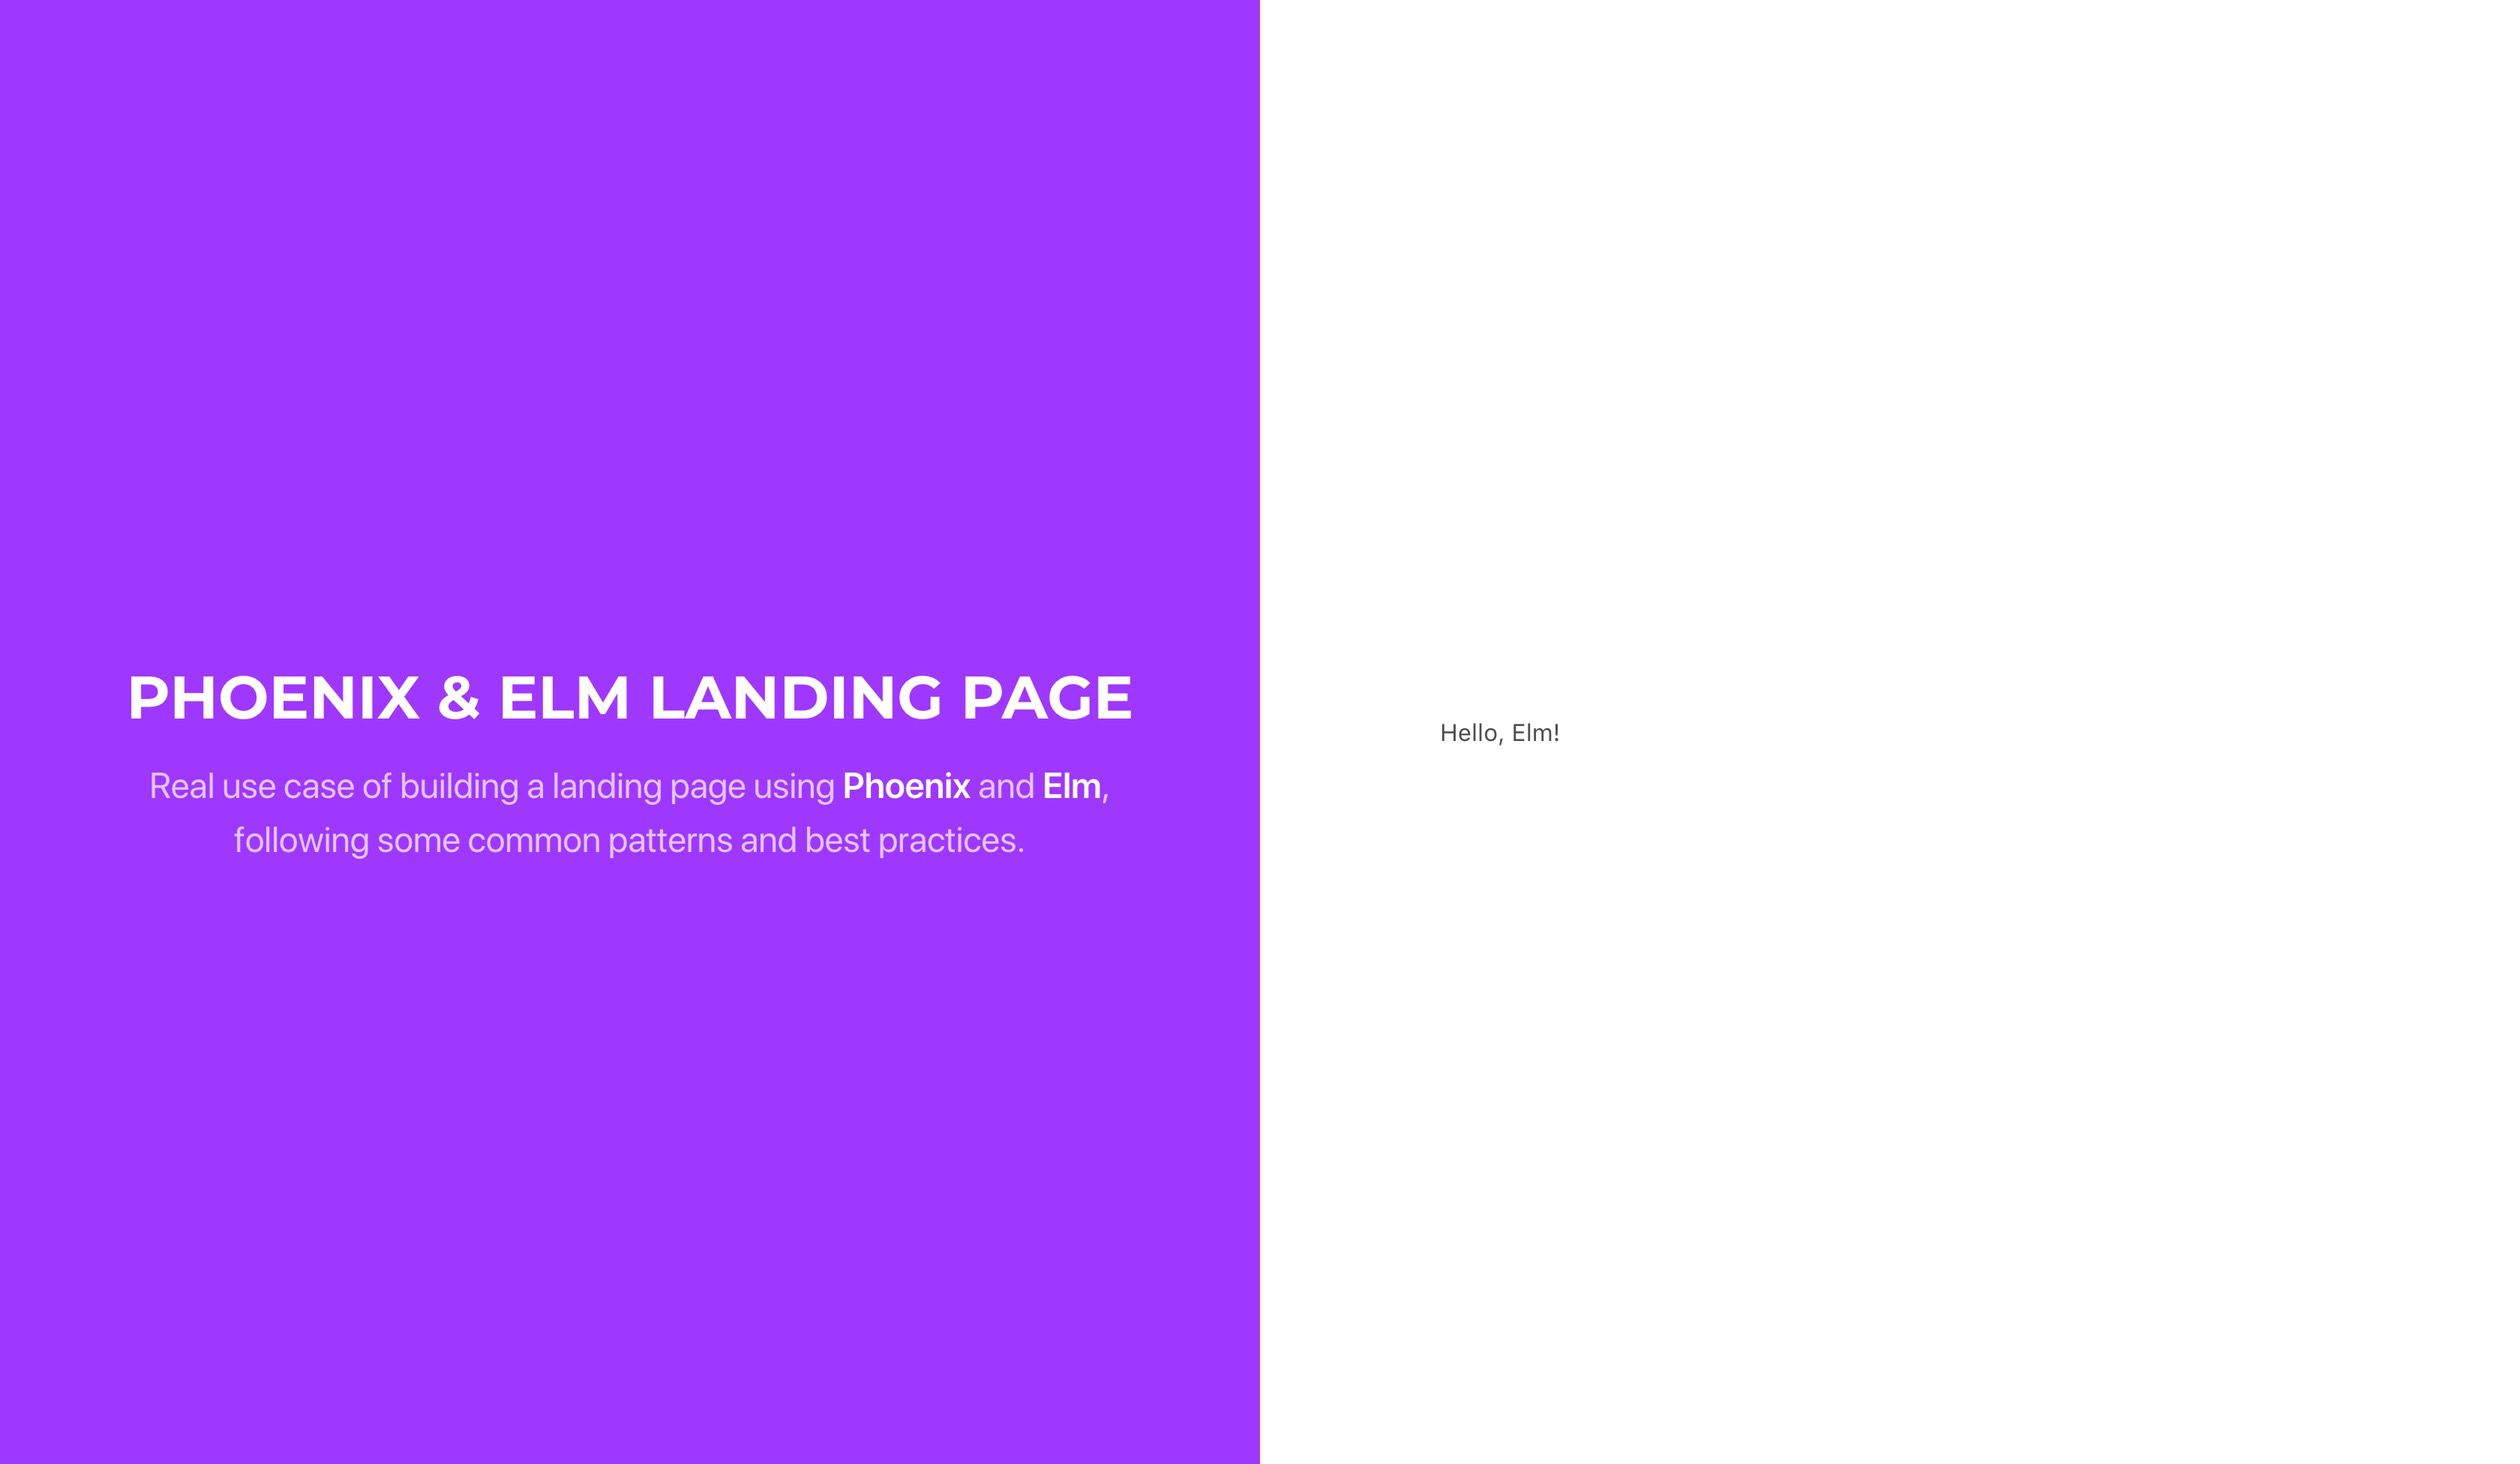 PHOENIX & ELM LANDING PAGE
Real use case of building a landing page using Phoenix and Elm,
following some common patterns and best practices.
Hello, Elm!